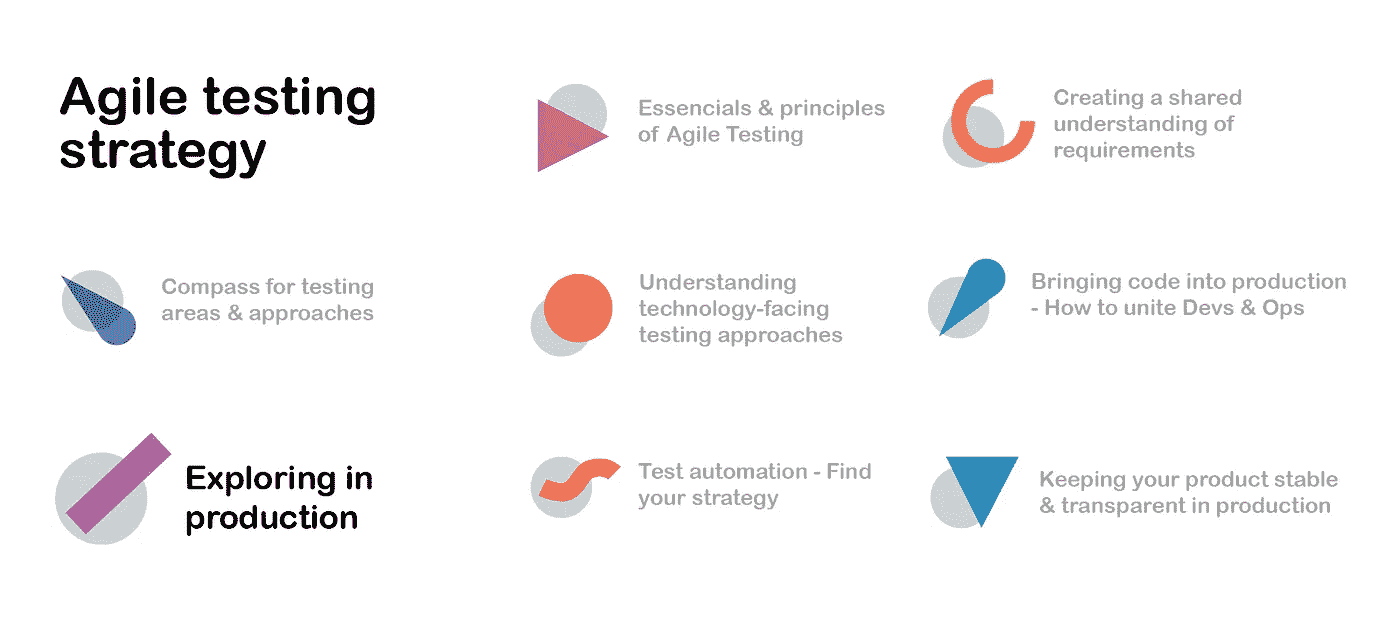 Agile testing
strategy
Essencials & principles
of Agile Testing
Creating a shared
understanding of
requirements
Compass for testing
areas & approaches
Understanding
technology-facing
testing approaches
Bringing code into production
- How to unite Devs & Ops
Exploring in
production
Test automation - Find
your strategy
Keeping your product stable
& transparent in production